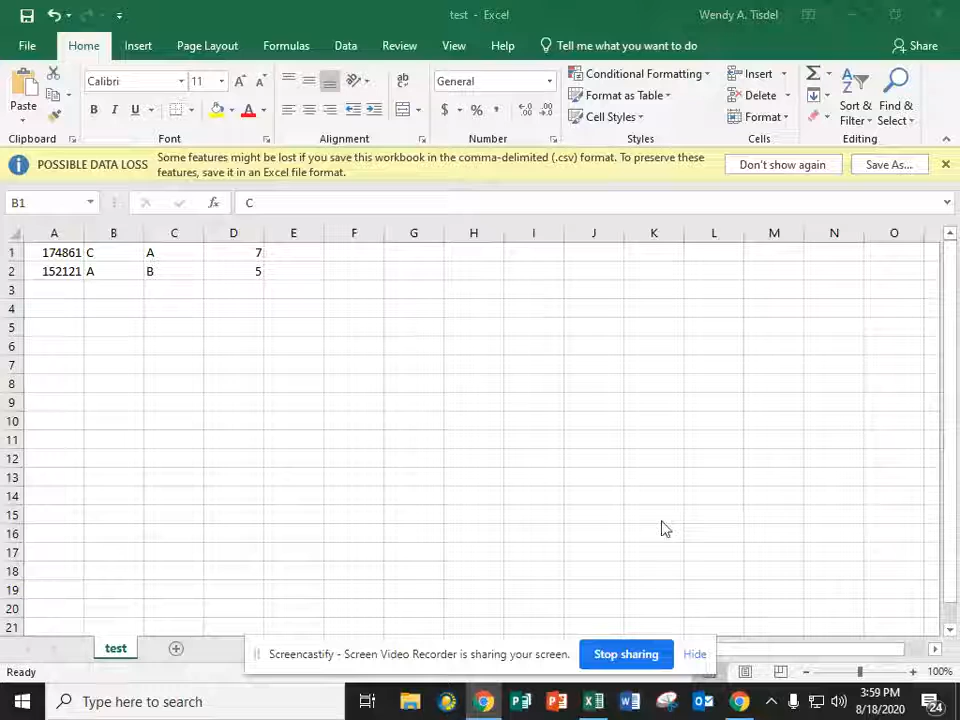 test - Excel
Wendy A. Tisdel
File
Home
Insert
Page Layout
Formulas
Data
Review
View
Help
Tell me what you want to do
Share
Paste
Calibri
11
B I U
General
$ % ,
Conditional Formatting
Format as Table
Cell Styles
Insert
Delete
Format
Sort & Filter
Find & Select
Clipboard
Font
Alignment
Number
Styles
Cells
Editing
POSSIBLE DATA LOSS
Some features might be lost if you save this workbook in the comma-delimited (.csv) format. To preserve these
features, save it in an Excel file format.
Don't show again
Save As...
B1
fx
C
A B C D E F G H I J K L M N O
1 174861 C A 7
2 152121 A B 5
3
4
5
6
7
8
9
10
11
12
13
14
15
16
17
18
19
20
21
test
Screencastify - Screen Video Recorder is sharing your screen.
Stop sharing
Hide
Ready
100%
Type here to search
3:59 PM
8/18/2020
24